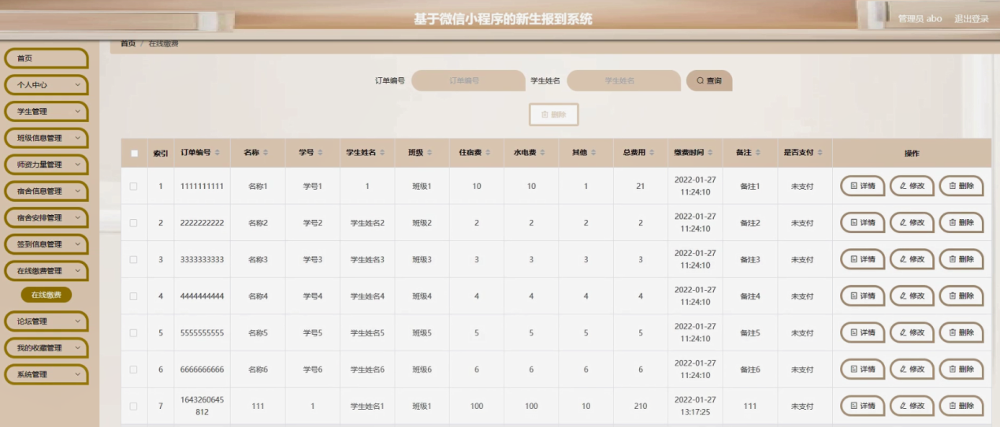 基于微信小程序的新生报到系统
管理员 abo 退出登录
首页 / 在线缴费
首页
个人中心
学生管理
班级信息管理
师资力量管理
宿舍信息管理
宿舍安排管理
签到信息管理
在线缴费管理
在线缴费
论坛管理
我的收藏管理
系统管理
订单编号 订单编号 学生姓名 学生姓名 查询
删除
索引 订单编号 名称 学号 学生姓名 班级 住宿费 水电费 其他 总费用 缴费时间 备注 是否支付 操作
1 1111111111 名称1 学号1 1 班级1 10 10 1 21 2022-01-27 11:24:10 备注1 未支付 详情 修改 删除
2 2222222222 名称2 学号2 学生姓名2 班级2 2 2 2 2 2022-01-27 11:24:10 备注2 未支付 详情 修改 删除
3 3333333333 名称3 学号3 学生姓名3 班级3 3 3 3 3 2022-01-27 11:24:10 备注3 未支付 详情 修改 删除
4 4444444444 名称4 学号4 学生姓名4 班级4 4 4 4 4 2022-01-27 11:24:10 备注4 未支付 详情 修改 删除
5 5555555555 名称5 学号5 学生姓名5 班级5 5 5 5 5 2022-01-27 11:24:10 备注5 未支付 详情 修改 删除
6 6666666666 名称6 学号6 学生姓名6 班级6 6 6 6 6 2022-01-27 11:24:10 备注6 未支付 详情 修改 删除
7 1643260645812 111 1 学生姓名1 班级1 100 100 10 210 2022-01-27 13:17:25 111 未支付 详情 修改 删除